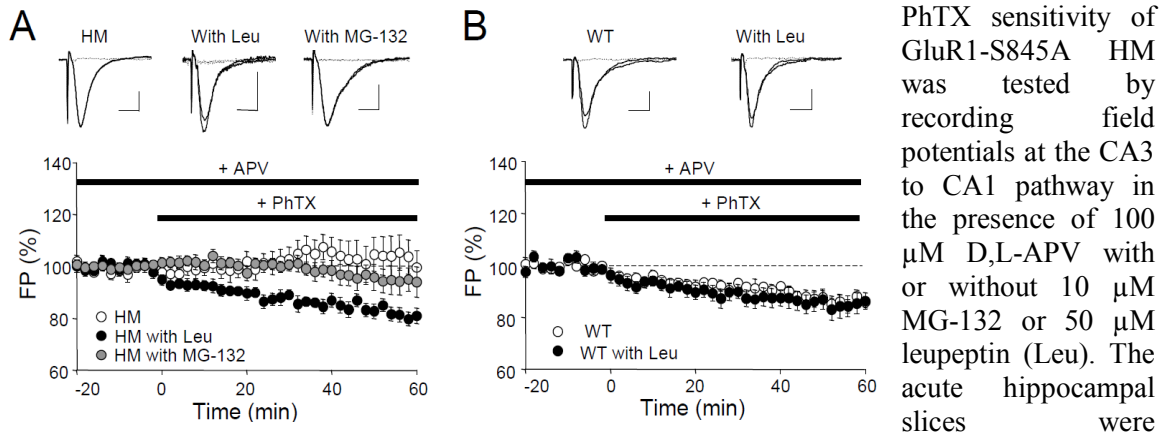 A
HM
With Leu
With MG-132
140
120
100
80
60
FP (%)
+ APV
+ PhTX
HM
HM with Leu
HM with MG-132
-20
0
20
40
60
Time (min)
B
WT
With Leu
140
120
100
80
60
FP (%)
+ APV
+ PhTX
WT
WT with Leu
-20
0
20
40
60
Time (min)
PhTX sensitivity of
GluR1-S845A HM
was tested by
recording field
potentials at the CA3
to CA1 pathway in
the presence of 100
µM D,L-APV with
or without 10 µM
MG-132 or 50 µM
leupeptin (Leu). The
acute hippocampal
slices were